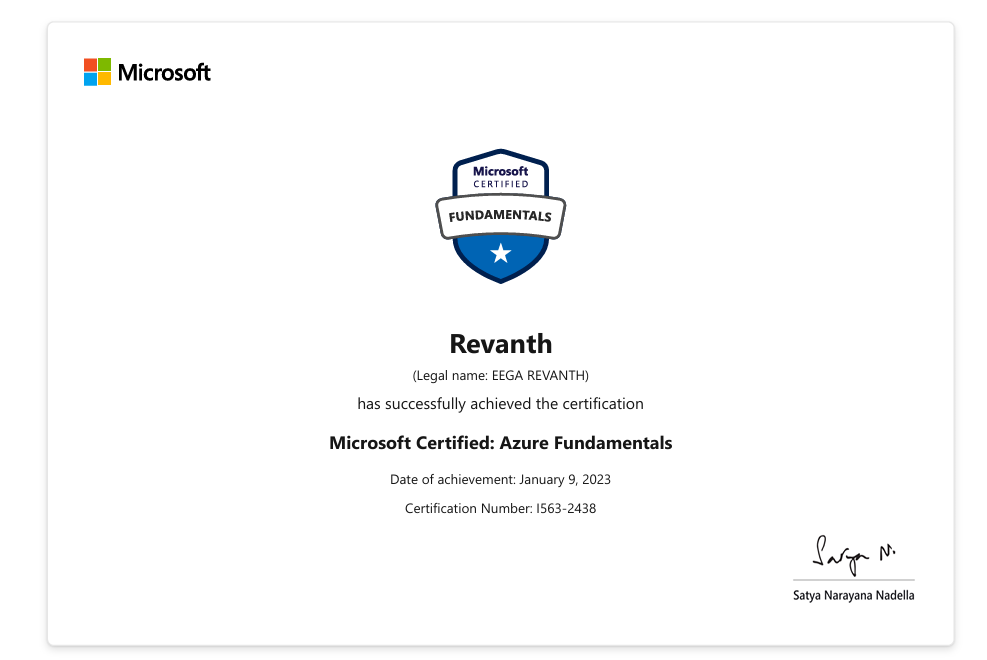 Microsoft
Microsoft
CERTIFIED
FUNDAMENTALS
Revanth
(Legal name: EEGA REVANTH)
has successfully achieved the certification
Microsoft Certified: Azure Fundamentals
Date of achievement: January 9, 2023
Certification Number: I563-2438
Satya N.
Satya Narayana Nadella